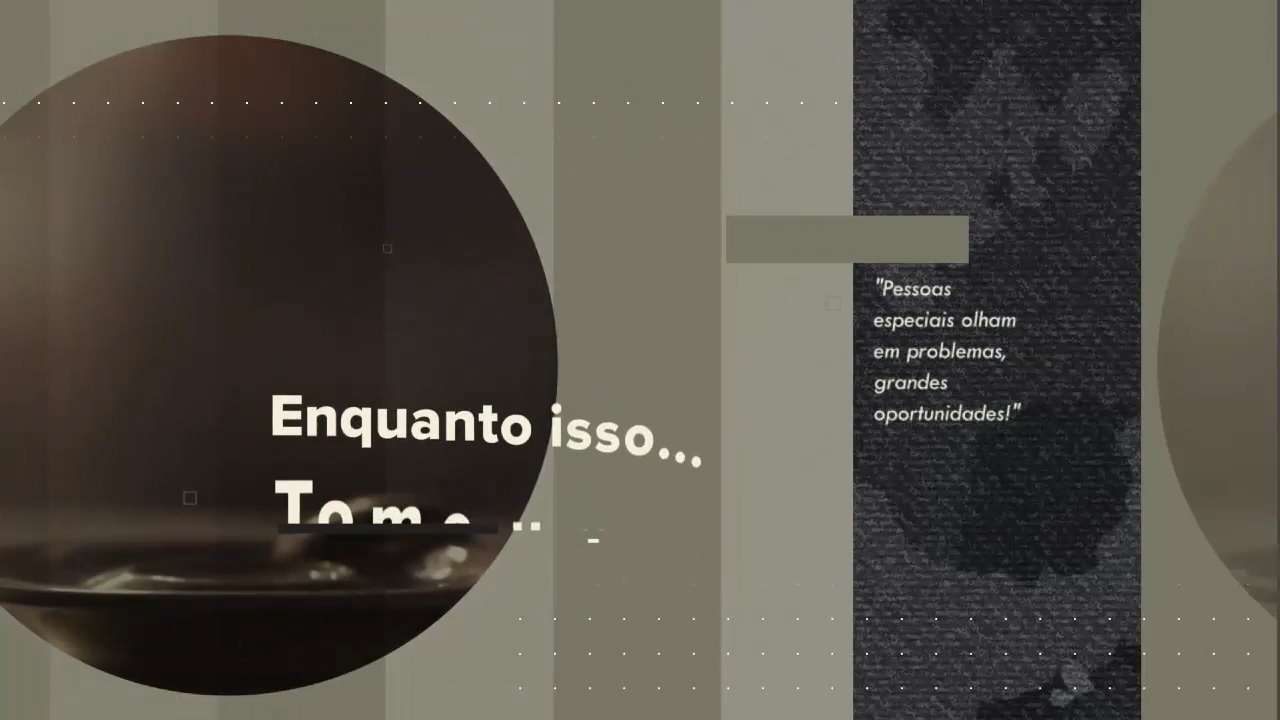 Enquanto isso...
"Pessoas
especiais olham
em problemas,
grandes
oportunidades!"